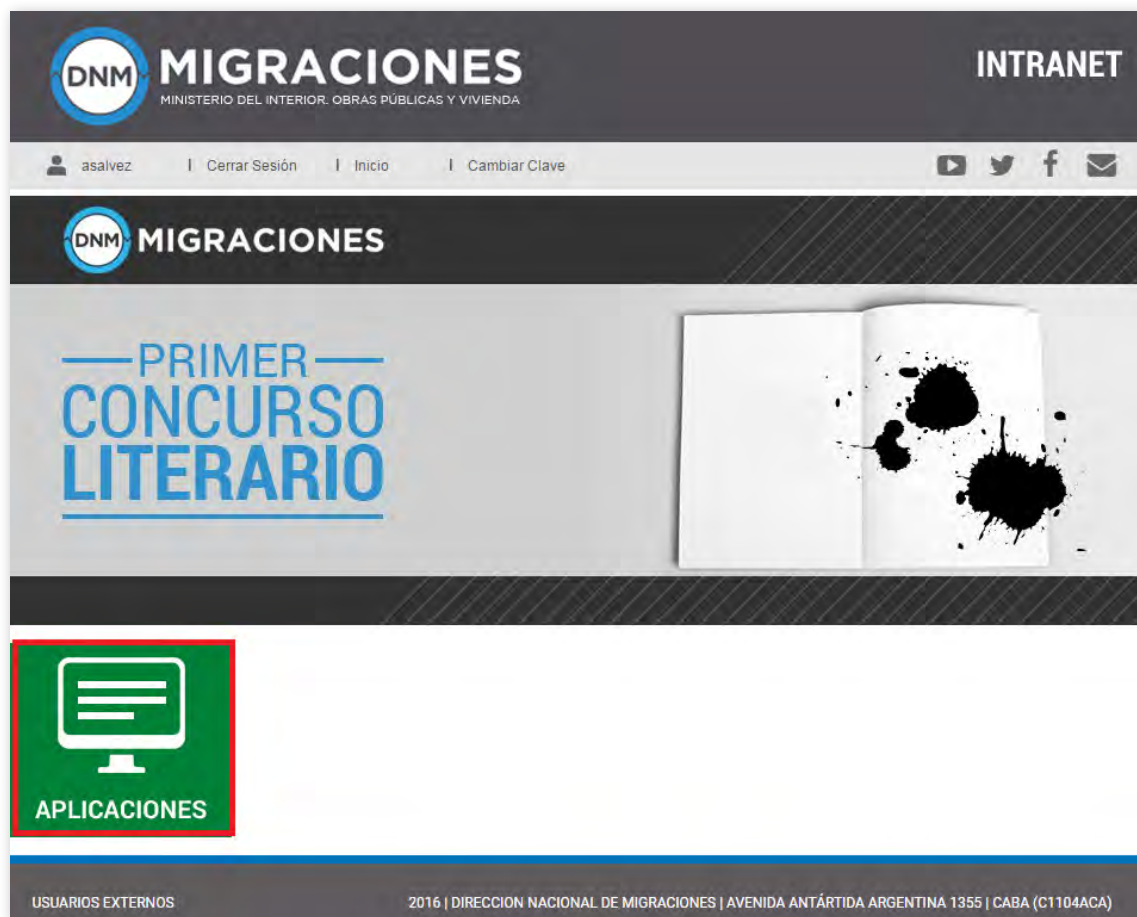 DNM MIGRACIONES INTRANET
MINISTERIO DEL INTERIOR. OBRAS PÚBLICAS Y VIVIENDA
asalvez | Cerrar Sesión | Inicio | Cambiar Clave
DNM MIGRACIONES
PRIMER
CONCURSO
LITERARIO
APLICACIONES
USUARIOS EXTERNOS 2016 | DIRECCION NACIONAL DE MIGRACIONES | AVENIDA ANTÁRTIDA ARGENTINA 1355 | CABA (C1104ACA)